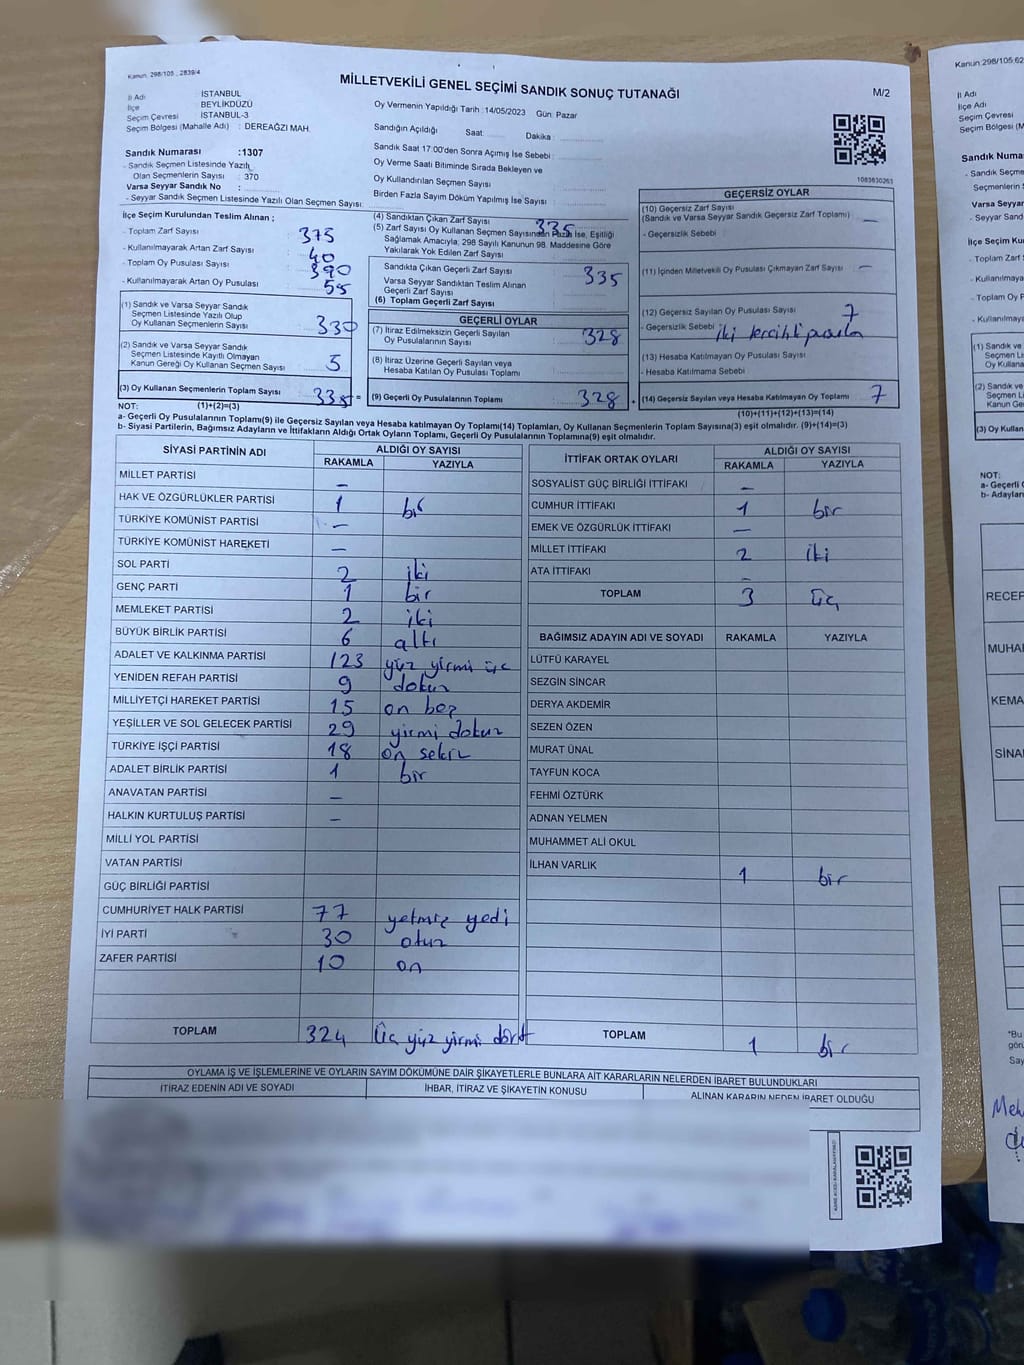 Kanun: 298/105 , 2839/4
MİLLETVEKİLİ GENEL SEÇİMİ SANDIK SONUÇ TUTANAĞI
M/2
İl Adı İSTANBUL
İlçe BEYLİKDÜZÜ
Seçim Çevresi İSTANBUL-3
Seçim Bölgesi (Mahalle Adı) : DEREAĞZI MAH.
Oy Vermenin Yapıldığı Tarih :14/05/2023 Gün: Pazar
Sandığın Açıldığı Saat: Dakika :
Sandık Saat 17:00'den Sonra Açımış İse Sebebi :
Oy Verme Saati Bitiminde Sırada Bekleyen ve
Oy Kullandırılan Seçmen Sayısı
Birden Fazla Sayım Döküm Yapılmış İse Sayısı :
Sandık Numarası :1307
- Sandık Seçmen Listesinde Yazılı
Olan Seçmenlerin Sayısı : 370
Varsa Seyyar Sandık No :
- Seyyar Sandık Seçmen Listesinde Yazılı Olan Seçmen Sayısı:
1083630263
İlçe Seçim Kurulundan Teslim Alınan ;
- Toplam Zarf Sayısı 375
- Kullanılmayarak Artan Zarf Sayısı 40
- Toplam Oy Pusulası Sayısı 390
- Kullanılmayarak Artan Oy Pusulası 55
(1) Sandık ve Varsa Seyyar Sandık
Seçmen Listesinde Yazılı Olup
Oy Kullanan Seçmenlerin Sayısı 330
(2) Sandık ve Varsa Seyyar Sandık
Seçmen Listesinde Kayıtlı Olmayan
Kanun Gereği Oy Kullanan Seçmen Sayısı 5
(3) Oy Kullanan Seçmenlerin Toplam Sayısı 335 =
(1)+(2)=(3)
(4) Sandıktan Çıkan Zarf Sayısı 335
(5) Zarf Sayısı Oy Kullanan Seçmen Sayısından Fazla İse, Eşitliği
Sağlamak Amacıyla; 298 Sayılı Kanunun 98. Maddesine Göre
Yakılarak Yok Edilen Zarf Sayısı
Sandıkta Çıkan Geçerli Zarf Sayısı 335
Varsa Seyyar Sandıktan Teslim Alınan
Geçerli Zarf Sayısı
(6) Toplam Geçerli Zarf Sayısı
GEÇERLİ OYLAR
(7) İtiraz Edilmeksizin Geçerli Sayılan
Oy Pusulalarının Sayısı 328
(8) İtiraz Üzerine Geçerli Sayılan veya
Hesaba Katılan Oy Pusulası Toplamı
(9) Geçerli Oy Pusulalarının Toplamı 328 +
GEÇERSİZ OYLAR
(10) Geçersiz Zarf Sayısı
(Sandık ve Varsa Seyyar Sandık Geçersiz Zarf Toplamı) —
- Geçersizlik Sebebi :
(11) İçinden Milletvekili Oy Pusulası Çıkmayan Zarf Sayısı —
(12) Geçersiz Sayılan Oy Pusulası Sayısı 7
- Geçersizlik Sebebi iki tercihli pusula
(13) Hesaba Katılmayan Oy Pusulası Sayısı
- Hesaba Katılmama Sebebi
(14) Geçersiz Sayılan veya Hesaba Katılmayan Oy Toplamı 7
(10)+(11)+(12)+(13)=(14)
NOT:
a- Geçerli Oy Pusulalarının Toplamı(9) ile Geçersiz Sayılan veya Hesaba katılmayan Oy Toplamı(14) Toplamları, Oy Kullanan Seçmenlerin Toplam Sayısına(3) eşit olmalıdır. (9)+(14)=(3)
b- Siyasi Partilerin, Bağımsız Adayların ve İttifakların Aldığı Ortak Oyların Toplamı, Geçerli Oy Pusulalarının Toplamına(9) eşit olmalıdır.
SİYASİ PARTİNİN ADI ALDIĞI OY SAYISI
RAKAMLA YAZIYLA
MİLLET PARTİSİ —
HAK VE ÖZGÜRLÜKLER PARTİSİ 1 bir
TÜRKİYE KOMÜNİST PARTİSİ —
TÜRKİYE KOMÜNİST HAREKETİ —
SOL PARTİ 2 iki
GENÇ PARTİ 1 bir
MEMLEKET PARTİSİ 2 iki
BÜYÜK BİRLİK PARTİSİ 6 altı
ADALET VE KALKINMA PARTİSİ 123 yüz yirmi üç
YENİDEN REFAH PARTİSİ 9 dokuz
MİLLİYETÇİ HAREKET PARTİSİ 15 on beş
YEŞİLLER VE SOL GELECEK PARTİSİ 29 yirmi dokuz
TÜRKİYE İŞÇİ PARTİSİ 18 on sekiz
ADALET BİRLİK PARTİSİ 1 bir
ANAVATAN PARTİSİ —
HALKIN KURTULUŞ PARTİSİ —
MİLLİ YOL PARTİSİ
VATAN PARTİSİ
GÜÇ BİRLİĞİ PARTİSİ
CUMHURİYET HALK PARTİSİ 77 yetmiş yedi
İYİ PARTİ 30 otuz
ZAFER PARTİSİ 10 on
TOPLAM 324 Üç yüz yirmi dört
İTTİFAK ORTAK OYLARI ALDIĞI OY SAYISI
RAKAMLA YAZIYLA
SOSYALİST GÜÇ BİRLİĞİ İTTİFAKI —
CUMHUR İTTİFAKI 1 bir
EMEK VE ÖZGÜRLÜK İTTİFAKI —
MİLLET İTTİFAKI 2 iki
ATA İTTİFAKI —
TOPLAM 3 üç
BAĞIMSIZ ADAYIN ADI VE SOYADI RAKAMLA YAZIYLA
LÜTFÜ KARAYEL
SEZGİN SİNCAR
DERYA AKDEMİR
SEZEN ÖZEN
MURAT ÜNAL
TAYFUN KOCA
FEHMİ ÖZTÜRK
ADNAN YELMEN
MUHAMMET ALİ OKUL
İLHAN VARLIK 1 bir
TOPLAM 1 bir
OYLAMA İŞ VE İŞLEMLERİNE VE OYLARIN SAYIM DÖKÜMÜNE DAİR ŞİKAYETLERLE BUNLARA AİT KARARLARIN NELERDEN İBARET BULUNDUKLARI
İTİRAZ EDENİN ADI VE SOYADI İHBAR, İTİRAZ VE ŞİKAYETİN KONUSU ALINAN KARARIN NEDEN İBARET OLDUĞU
Kanun: 298/105:62
İl Adı
İlçe Adı
Seçim Çevresi
Seçim Bölgesi (M
Sandık Numa
- Sandık Seçme
Seçmenlerin
Varsa Seyyar
- Seyyar Sand
İlçe Seçim Ku
- Toplam Zarf
- Kullanılmaya
- Toplam Oy P
- Kullanılmaya
(1) Sandık ve
Seçmen Li
Oy Kullana
(2) Sandık ve
Seçmen
Kanun Ge
(3) Oy Kullan
NOT:
a- Geçerli O
b- Adayların
RECEP
MUHA
KEMA
SİNA
*Bu
gör
Say
Meh